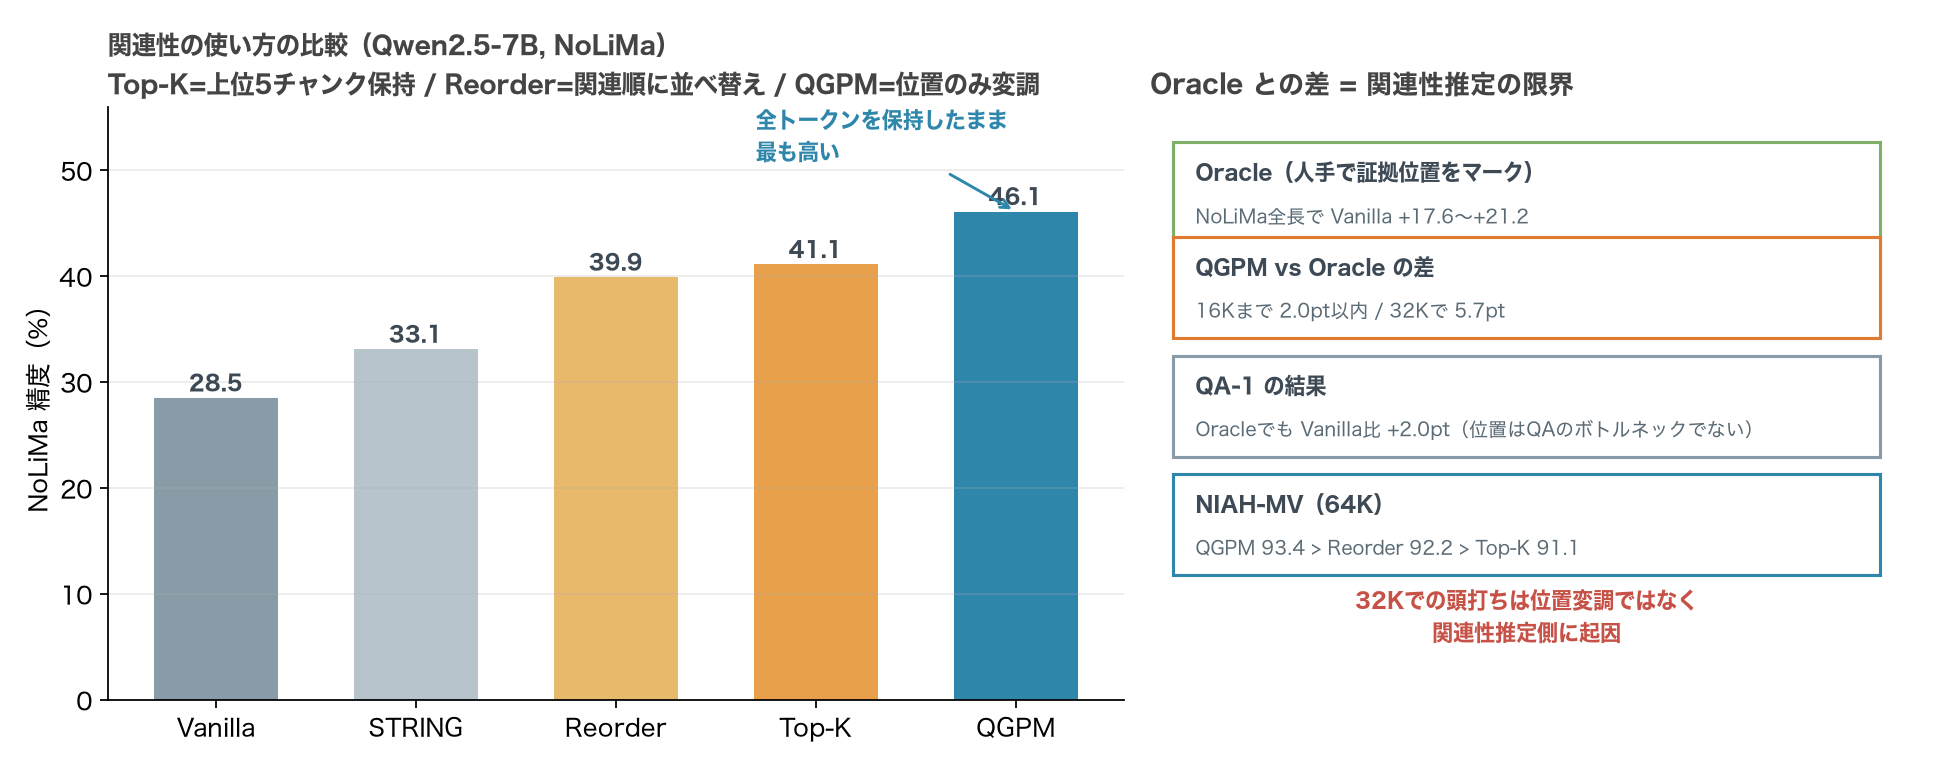 関連性の使い方の比較（Qwen2.5-7B, NoLiMa）
Top-K=上位5チャンク保持 / Reorder=関連順に並べ替え / QGPM=位置のみ変調
全トークンを保持したまま
最も高い
NoLiMa 精度（%）
50
40
30
20
10
0
28.5
33.1
39.9
41.1
46.1
Vanilla
STRING
Reorder
Top-K
QGPM
Oracle との差 = 関連性推定の限界
Oracle（人手で証拠位置をマーク）
NoLiMa全長で Vanilla +17.6〜+21.2
QGPM vs Oracle の差
16Kまで 2.0pt以内 / 32Kで 5.7pt
QA-1 の結果
Oracleでも Vanilla比 +2.0pt（位置はQAのボトルネックでない）
NIAH-MV（64K）
QGPM 93.4 > Reorder 92.2 > Top-K 91.1
32Kでの頭打ちは位置変調ではなく
関連性推定側に起因